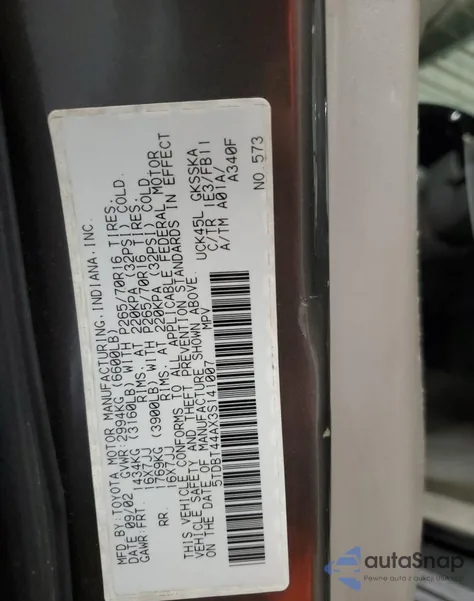 MFD.BY:TOYOTA MOTOR MANUFACTURING,INDIANA,INC.
DATE 09/02 GVWR:2994KG (6600LB)
GAWR FRT. 1434KG (3160LB) WITH P265/70R16 TIRES,
16X7JJ RIMS, AT 220KPA (32PSI) COLD.
RR. 1769KG (3900LB) WITH P265/70R16 TIRES,
16X7JJ RIMS, AT 220KPA (32PSI) COLD.
THIS VEHICLE CONFORMS TO ALL APPLICABLE FEDERAL MOTOR
VEHICLE SAFETY AND THEFT PREVENTION STANDARDS IN EFFECT
ON THE DATE OF MANUFACTURE SHOWN ABOVE.
5TDBT44AX3S141007 MPV
UCK45L GKSSKA
C/TR 1E3/FB11
A/TM A01A/
A340F
NO 573
autoSnap
Pewne auto z aukcji